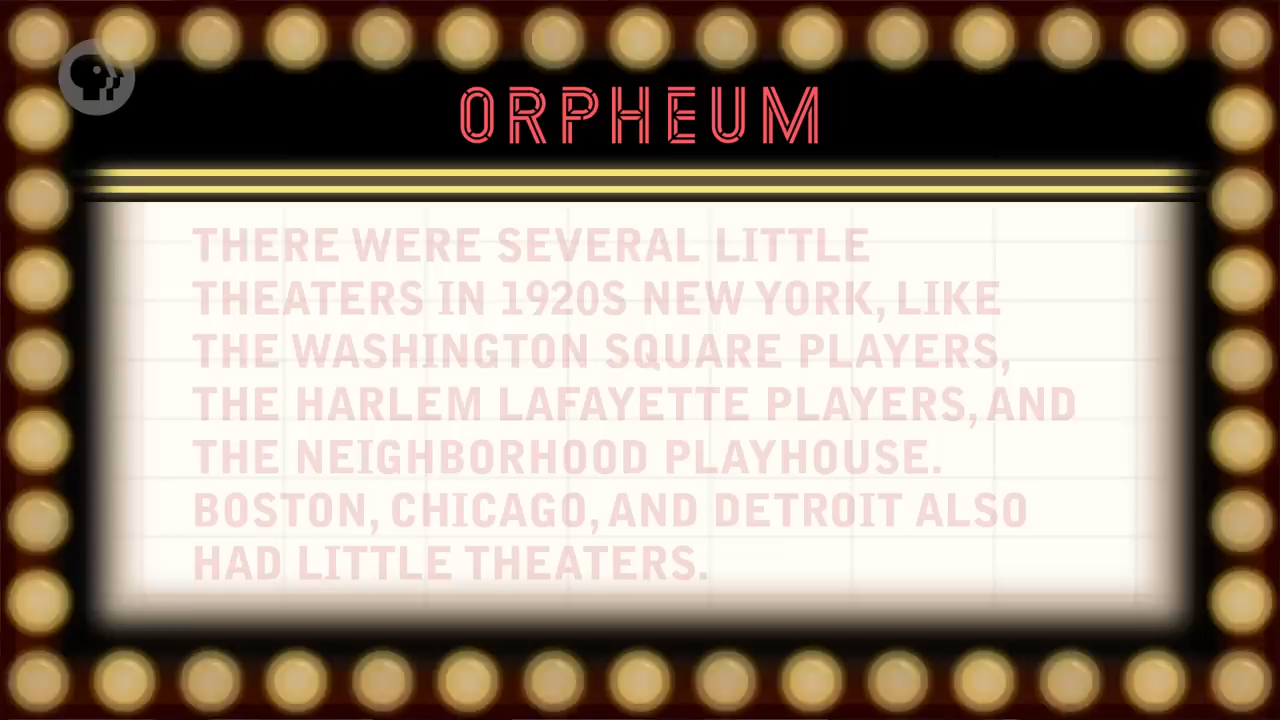 ORPHEUM
THERE WERE SEVERAL LITTLE
THEATERS IN 1920S NEW YORK, LIKE
THE WASHINGTON SQUARE PLAYERS,
THE HARLEM LAFAYETTE PLAYERS, AND
THE NEIGHBORHOOD PLAYHOUSE.
BOSTON, CHICAGO, AND DETROIT ALSO
HAD LITTLE THEATERS.